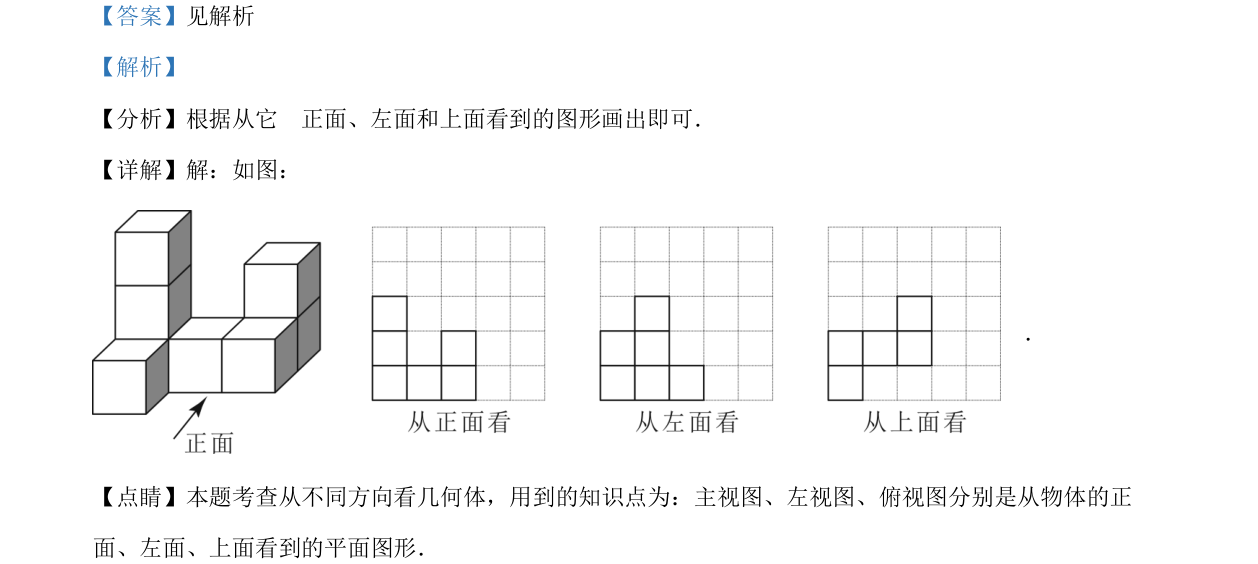 【答案】见解析
【解析】
【分析】根据从它 正面、左面和上面看到的图形画出即可．
【详解】解：如图：
正面
从正面看
从左面看
从上面看
．
【点睛】本题考查从不同方向看几何体，用到的知识点为：主视图、左视图、俯视图分别是从物体的正
面、左面、上面看到的平面图形．